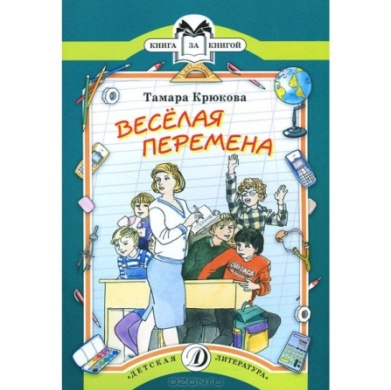 КНИГА ЗА КНИГОЙ
Тамара Крюкова
ВЕСЁЛАЯ
ПЕРЕМЕНА
"ДЕТСКАЯ ЛИТЕРАТУРА"